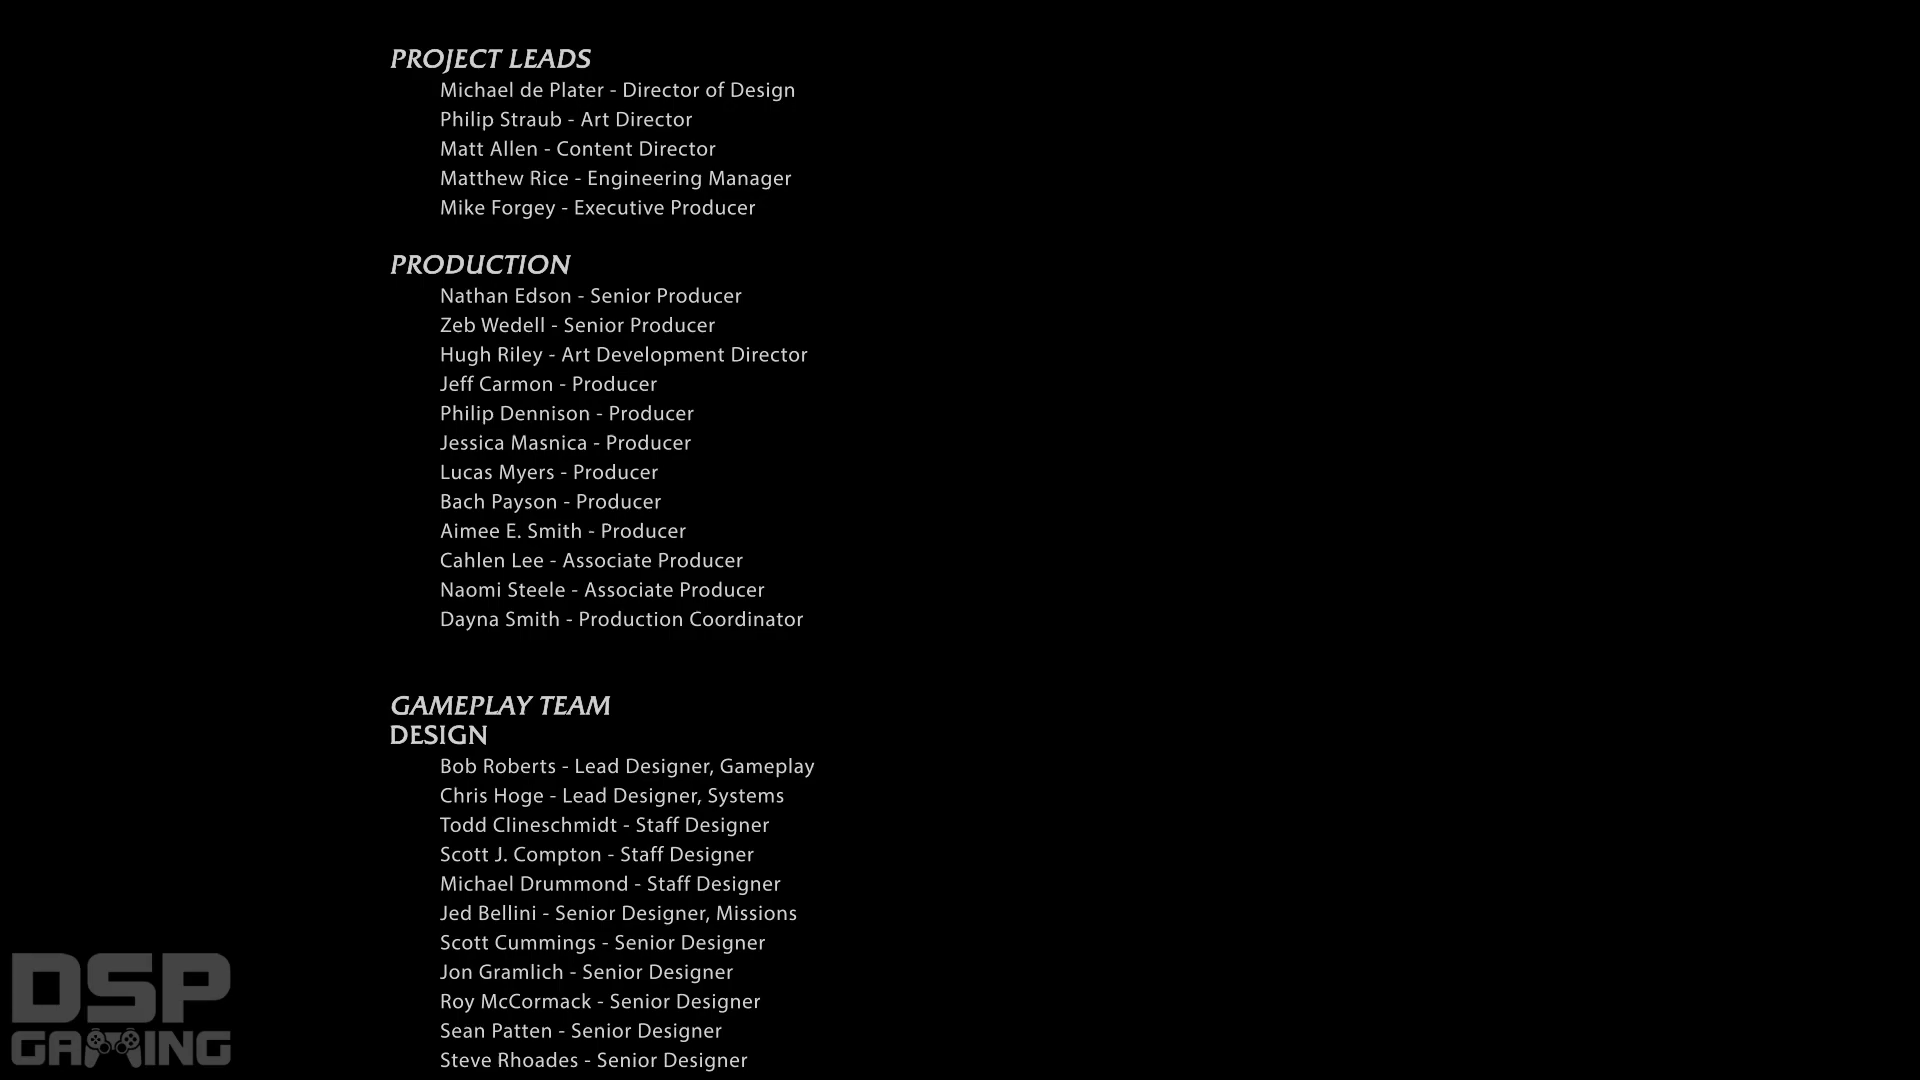 PROJECT LEADS
Michael de Plater - Director of Design
Philip Straub - Art Director
Matt Allen - Content Director
Matthew Rice - Engineering Manager
Mike Forgey - Executive Producer
PRODUCTION
Nathan Edson - Senior Producer
Zeb Wedell - Senior Producer
Hugh Riley - Art Development Director
Jeff Carmon - Producer
Philip Dennison - Producer
Jessica Masnica - Producer
Lucas Myers - Producer
Bach Payson - Producer
Aimee E. Smith - Producer
Cahlen Lee - Associate Producer
Naomi Steele - Associate Producer
Dayna Smith - Production Coordinator
GAMEPLAY TEAM
DESIGN
Bob Roberts - Lead Designer, Gameplay
Chris Hoge - Lead Designer, Systems
Todd Clineschmidt - Staff Designer
Scott J. Compton - Staff Designer
Michael Drummond - Staff Designer
Jed Bellini - Senior Designer, Missions
Scott Cummings - Senior Designer
Jon Gramlich - Senior Designer
Roy McCormack - Senior Designer
Sean Patten - Senior Designer
Steve Rhoades - Senior Designer
DSP
GAMING